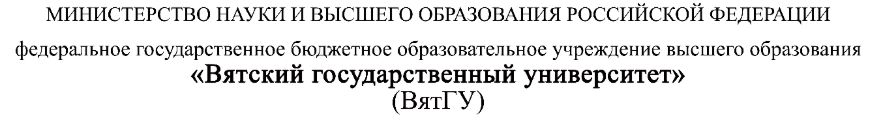 МИНИСТЕРСТВО НАУКИ И ВЫСШЕГО ОБРАЗОВАНИЯ РОССИЙСКОЙ ФЕДЕРАЦИИ
федеральное государственное бюджетное образовательное учреждение высшего образования
«Вятский государственный университет»
(ВятГУ)